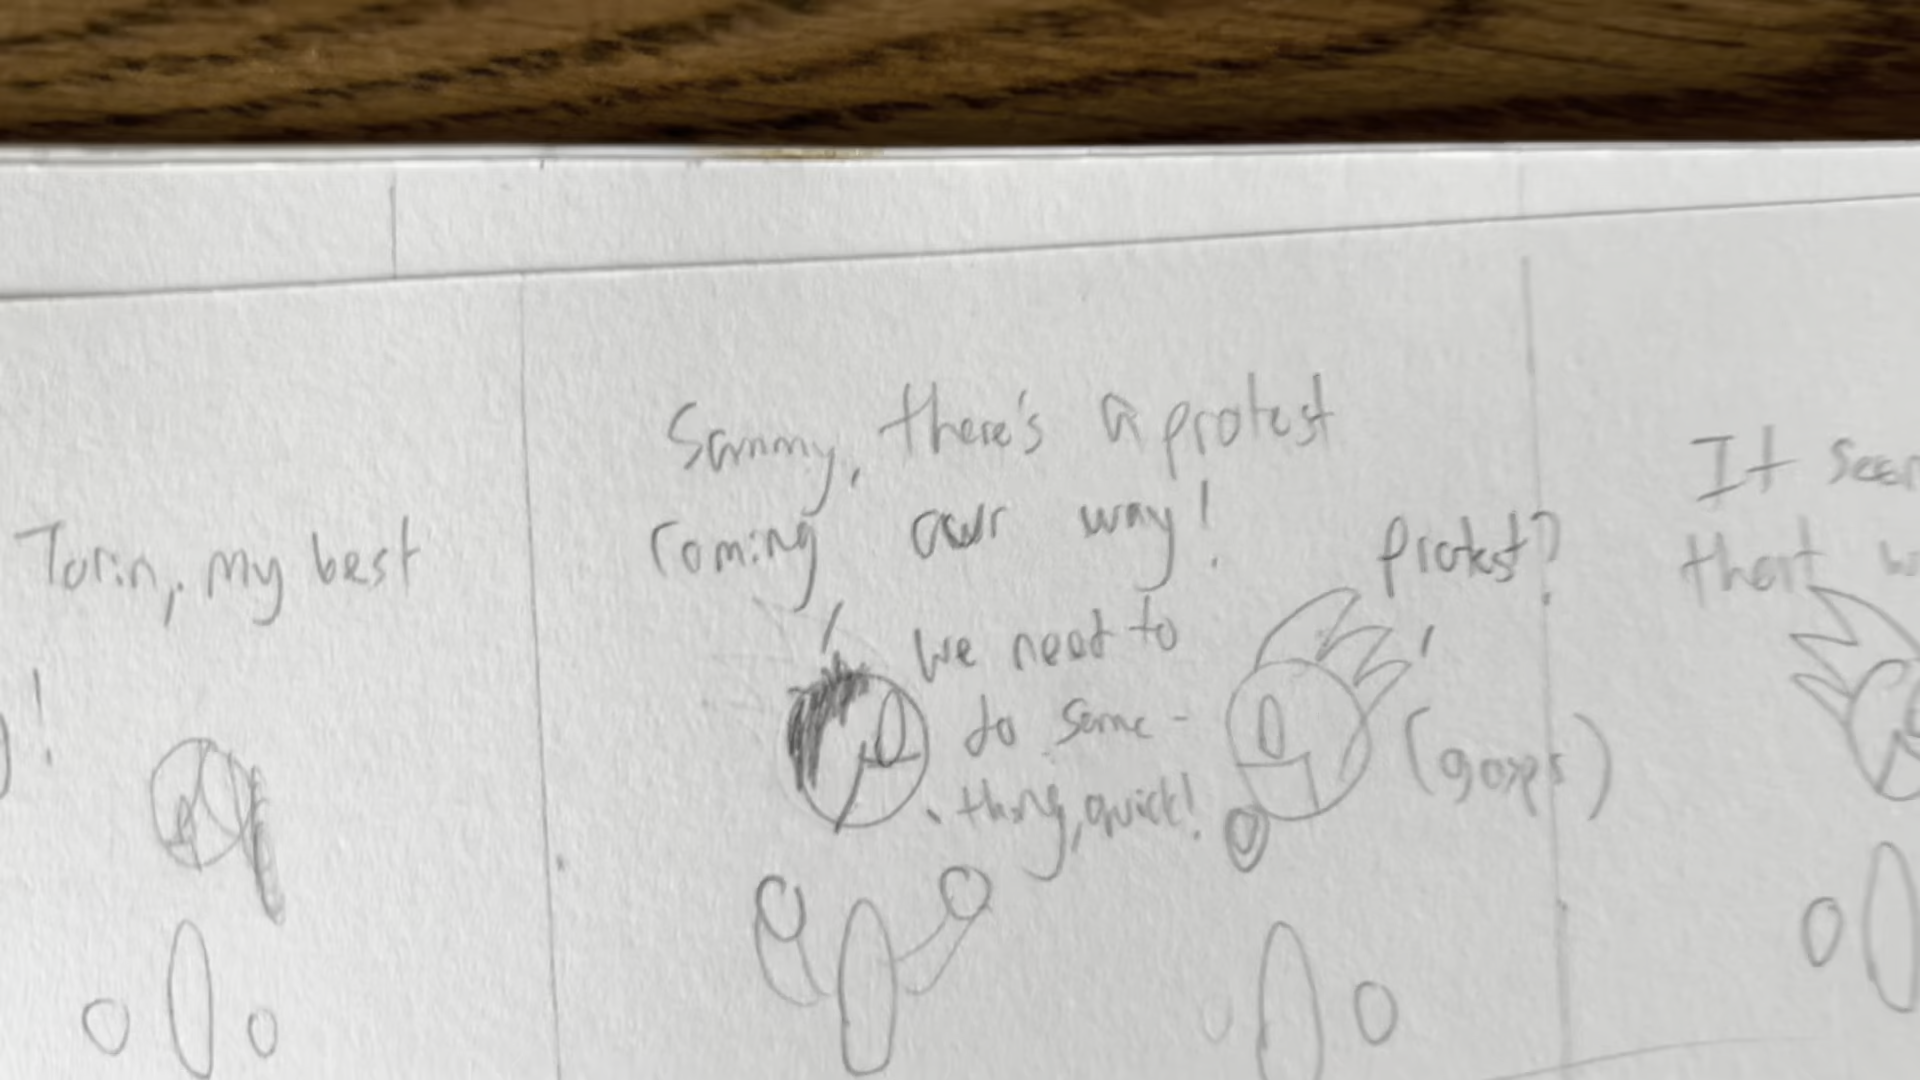 Torin, my best
!
Sammy, there's a protest
coming our way!
We need to
do some-
thing, quick!
protest?
(gasps)
It seem
that w